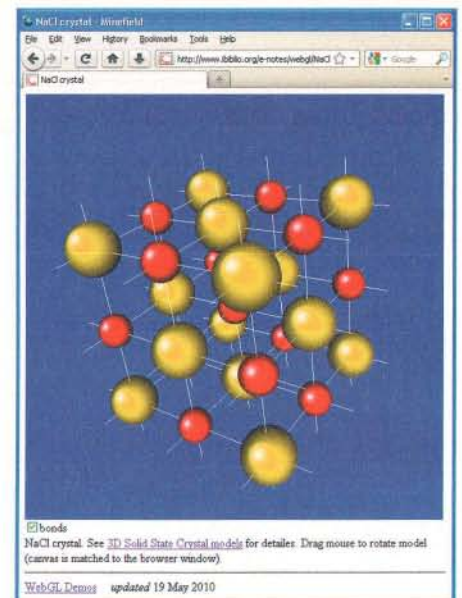 NaCl crystal - Minefield
File Edit View History Bookmarks Tools Help
http://www.ibiblio.org/e-notes/webgl/NaCl
Google
NaCl crystal
bonds
NaCl crystal. See 3D Solid State Crystal models for detailes. Drag mouse to rotate model
(canvas is matched to the browser window).
WebGL Demos updated 19 May 2010